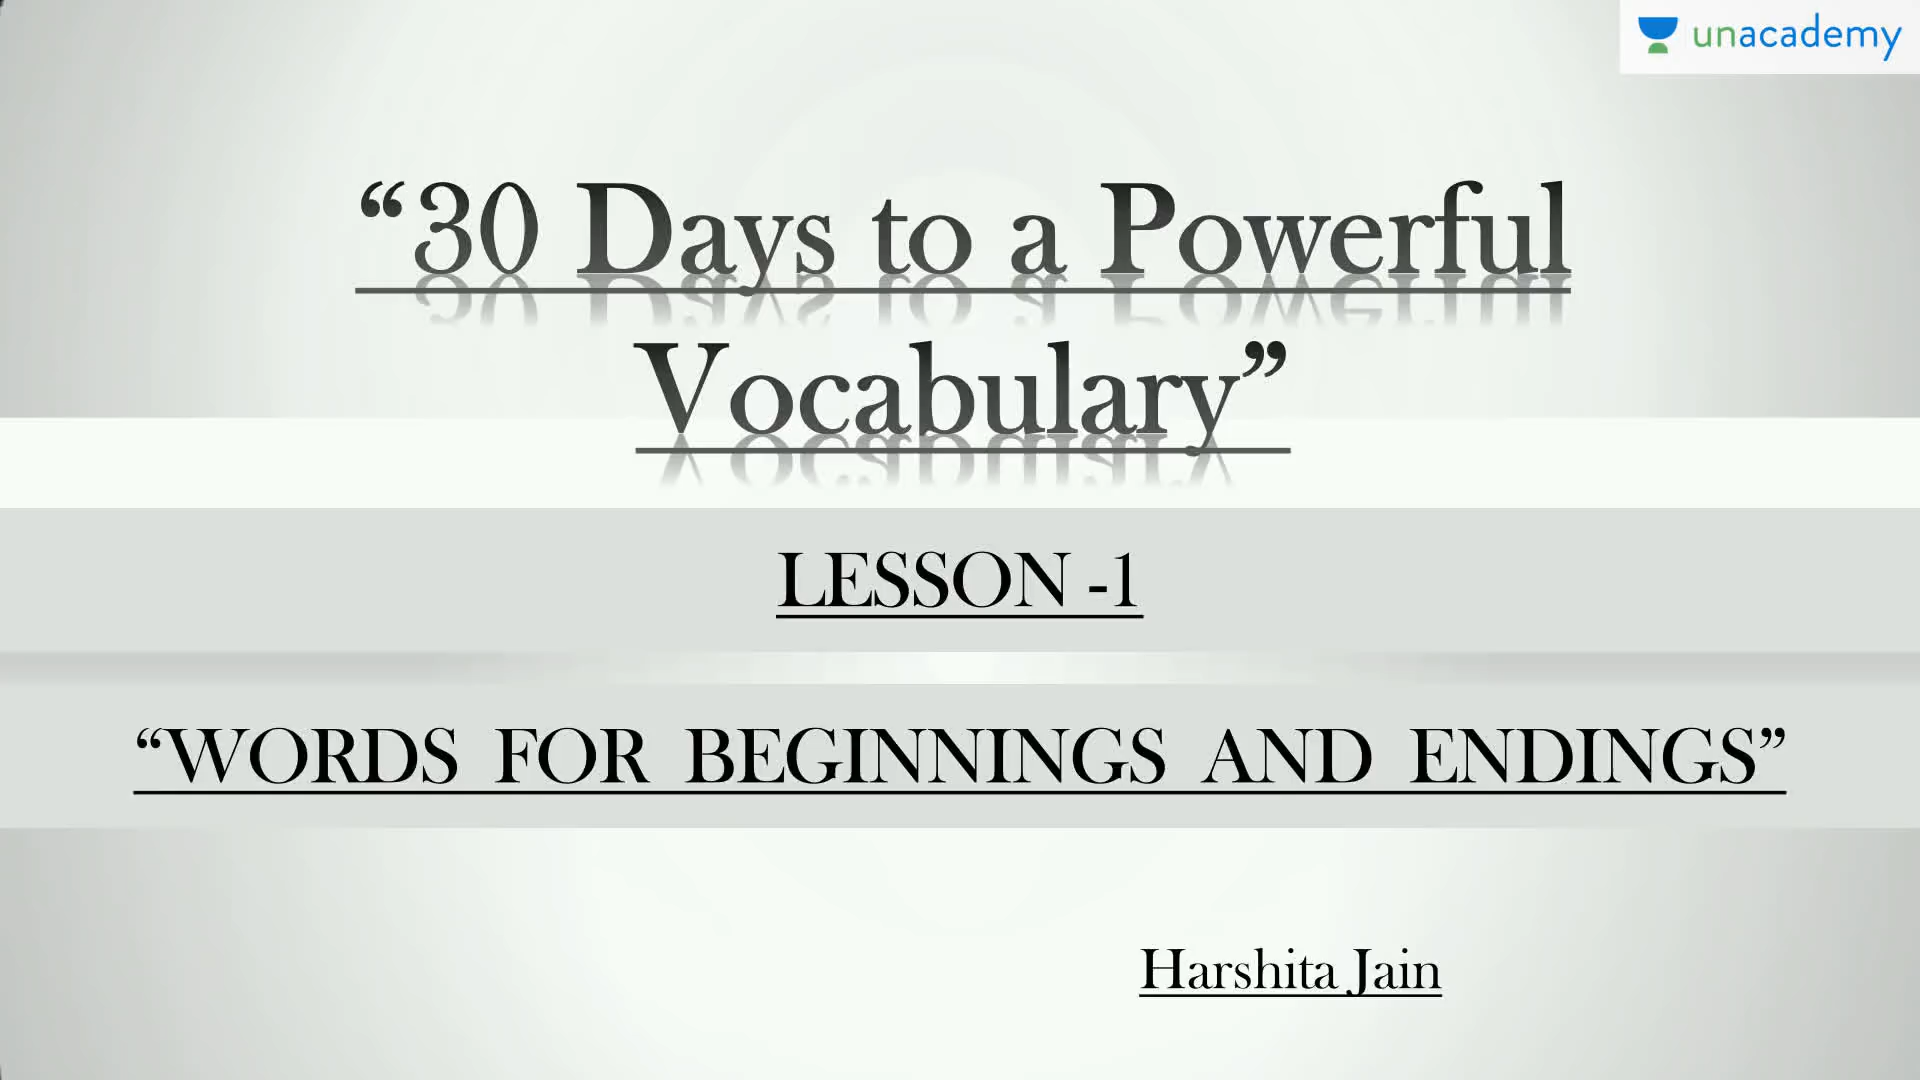 unacademy
“30 Days to a Powerful
Vocabulary”
LESSON -1
“WORDS FOR BEGINNINGS AND ENDINGS”
Harshita Jain